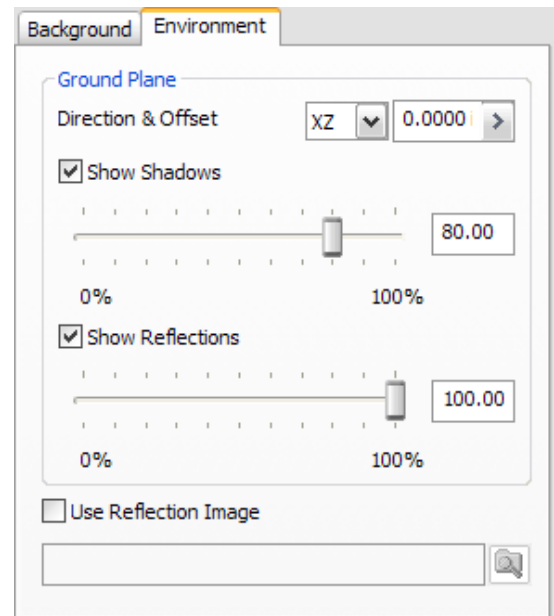 Background Environment
Ground Plane
Direction & Offset XZ 0.0000 i
Show Shadows
80.00
0% 100%
Show Reflections
100.00
0% 100%
Use Reflection Image